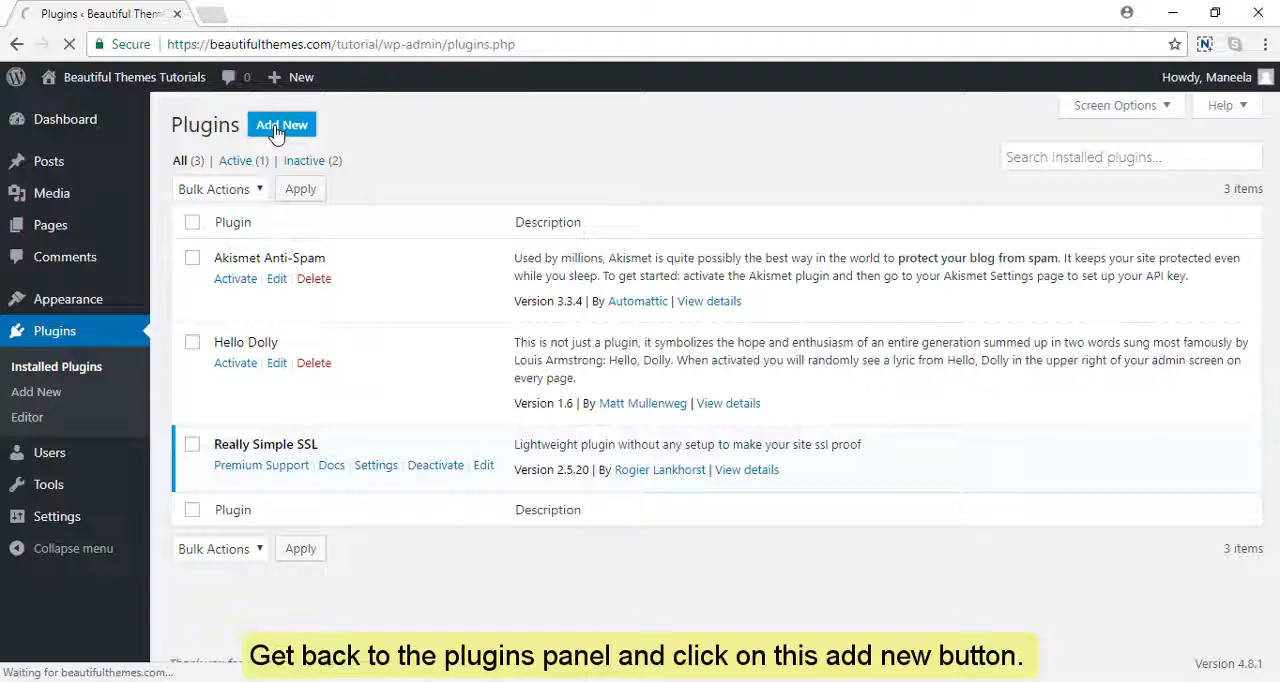 Plugins ‹ Beautiful Them
Secure https://beautifulthemes.com/tutorial/wp-admin/plugins.php
Beautiful Themes Tutorials 0 New Howdy, Maneela
Screen Options Help
Dashboard
Posts
Media
Pages
Comments
Appearance
Plugins
Installed Plugins
Add New
Editor
Users
Tools
Settings
Collapse menu
Plugins Add New
All (3) | Active (1) | Inactive (2)
Search installed plugins...
Bulk Actions Apply
3 items
Plugin Description
Akismet Anti-Spam
Activate | Edit | Delete
Used by millions, Akismet is quite possibly the best way in the world to protect your blog from spam. It keeps your site protected even
while you sleep. To get started: activate the Akismet plugin and then go to your Akismet Settings page to set up your API key.
Version 3.3.4 | By Automattic | View details
Hello Dolly
Activate | Edit | Delete
This is not just a plugin, it symbolizes the hope and enthusiasm of an entire generation summed up in two words sung most famously by
Louis Armstrong: Hello, Dolly. When activated you will randomly see a lyric from Hello, Dolly in the upper right of your admin screen on
every page.
Version 1.6 | By Matt Mullenweg | View details
Really Simple SSL
Premium Support | Docs | Settings | Deactivate | Edit
Lightweight plugin without any setup to make your site ssl proof
Version 2.5.20 | By Rogier Lankhorst | View details
Plugin Description
Bulk Actions Apply
3 items
Get back to the plugins panel and click on this add new button.
Version 4.8.1
Waiting for beautifulthemes.com...